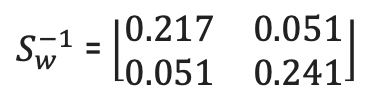 S_w^{-1} = ⌊0.217 0.051⌉
⌊0.051 0.241⌋